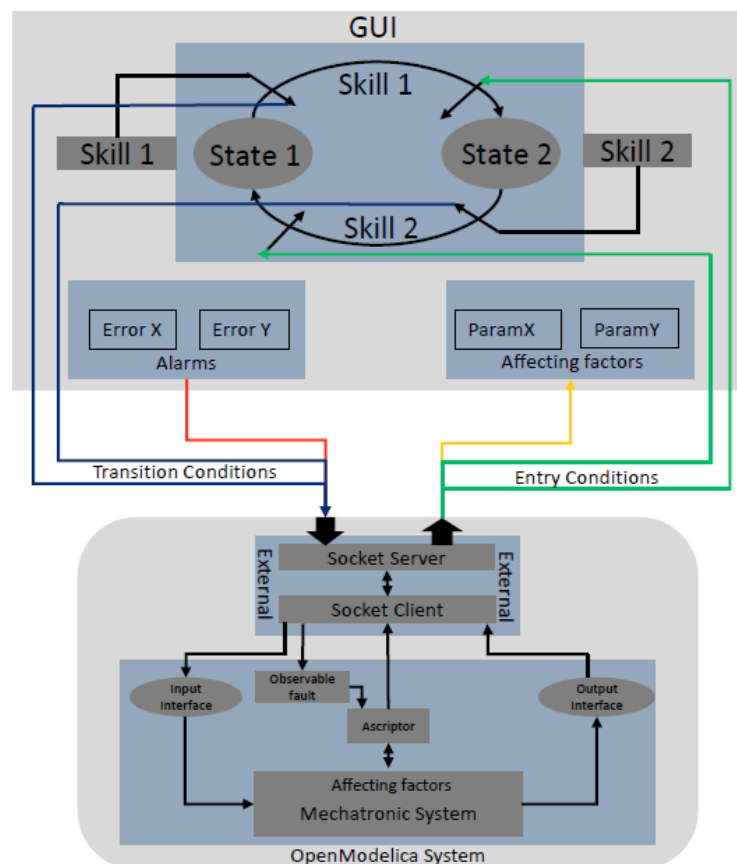 GUI
Skill 1
Skill 1
State 1
State 2
Skill 2
Skill 2
Error X
Error Y
Alarms
ParamX
ParamY
Affecting factors
Transition Conditions
Entry Conditions
External
Socket Server
External
Socket Client
Input
Interface
Observable
fault
Ascriptor
Output
Interface
Affecting factors
Mechatronic System
OpenModelica System